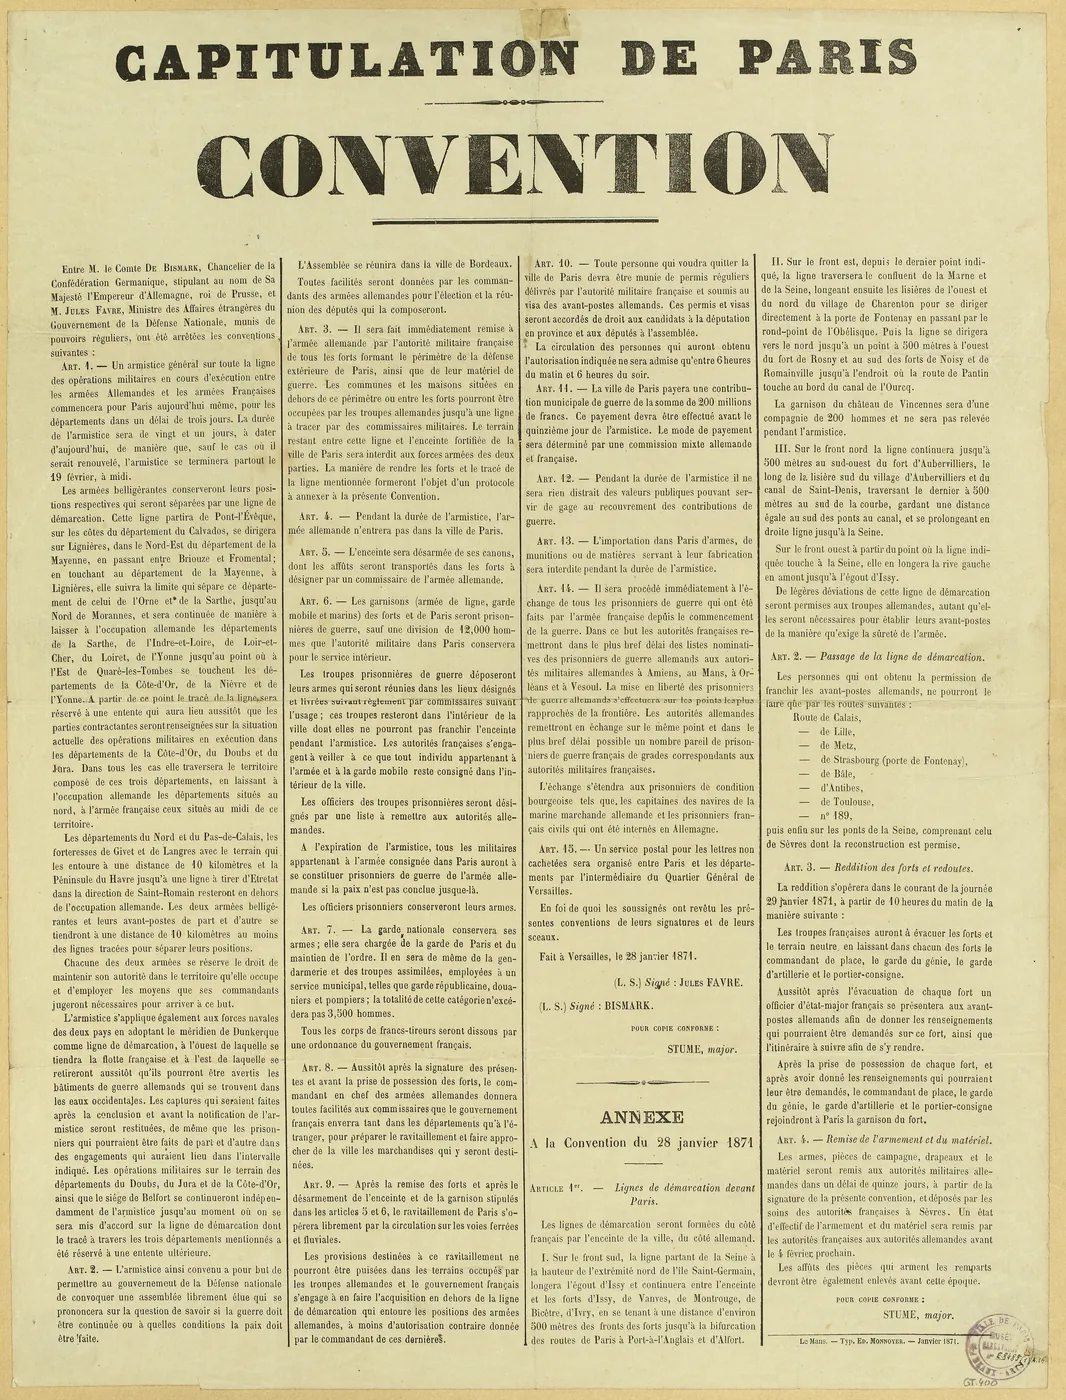 CAPITULATION DE PARIS
CONVENTION
Entre M. le Comte DE BISMARK, Chancelier de la
Confédération Germanique, stipulant au nom de Sa
Majesté l'Empereur d'Allemagne, roi de Prusse, et
M. JULES FAVRE, Ministre des Affaires étrangères du
Gouvernement de la Défense Nationale, munis de
pouvoirs réguliers, ont été arrêtées les conventions
suivantes :
ART. 1. — Un armistice général sur toute la ligne
des opérations militaires en cours d'exécution entre
les armées Allemandes et les armées Françaises
commencera pour Paris aujourd'hui même, pour les
départements dans un délai de trois jours. La durée
de l'armistice sera de vingt et un jours, à dater
d'aujourd'hui, de manière que, sauf le cas où il
serait renouvelé, l'armistice se terminera partout le
19 février, à midi.
Les armées belligérantes conserveront leurs posi-
tions respectives qui seront séparées par une ligne de
démarcation. Cette ligne partira de Pont-l'Évêque,
sur les côtes du département du Calvados, se dirigera
sur Lignières, dans le Nord-Est du département de la
Mayenne, en passant entre Briouze et Fromental ;
en touchant au département de la Mayenne, à
Lignières, elle suivra la limite qui sépare ce départe-
ment de celui de l'Orne et de la Sarthe, jusqu'au
Nord de Morannes, et sera continuée de manière à
laisser à l'occupation allemande les départements
de la Sarthe, de l'Indre-et-Loire, de Loir-et-
Cher, du Loiret, de l'Yonne jusqu'au point où à
l'Est de Quaré-les-Tombes se touchent les dé-
partements de la Côte-d'Or, de la Nièvre et de
l'Yonne. A partir de ce point le tracé de la ligne sera
réservé à une entente qui aura lieu aussitôt que les
parties contractantes seront renseignées sur la situation
actuelle des opérations militaires en exécution dans
les départements de la Côte-d'Or, du Doubs et du
Jura. Dans tous les cas elle traversera le territoire
composé de ces trois départements, en laissant à
l'occupation allemande les départements situés au
nord, à l'armée française ceux situés au midi de ce
territoire.
Les départements du Nord et du Pas-de-Calais, les
forteresses de Givet et de Langres avec le terrain qui
les entoure à une distance de 10 kilomètres et la
Péninsule du Havre jusqu'à une ligne à tirer d'Etretat
dans la direction de Saint-Romain resteront en dehors
de l'occupation allemande. Les deux armées belligé-
rantes et leurs avant-postes de part et d'autre se
tiendront à une distance de 10 kilomètres au moins
des lignes tracées pour séparer leurs positions.
Chacune des deux armées se réserve le droit de
maintenir son autorité dans le territoire qu'elle occupe
et d'employer les moyens que ses commandants
jugeront nécessaires pour arriver à ce but.
L'armistice s'applique également aux forces navales
des deux pays en adoptant le méridien de Dunkerque
comme ligne de démarcation, à l'ouest de laquelle se
tiendra la flotte française et à l'est de laquelle se
retireront aussitôt qu'ils pourront être avertis les
bâtiments de guerre allemands qui se trouvent dans
les eaux occidentales. Les captures qui seraient faites
après la conclusion et avant la notification de l'ar-
mistice seront restituées, de même que les prison-
niers qui pourraient être faits de part et d'autre dans
des engagements qui auraient lieu dans l'intervalle
indiqué. Les opérations militaires sur le terrain des
départements du Doubs, du Jura et de la Côte-d'Or,
ainsi que le siége de Belfort se continueront indépen-
damment de l'armistice jusqu'au moment où on se
sera mis d'accord sur la ligne de démarcation dont
le tracé à travers les trois départements mentionnés a
été réservé à une entente ultérieure.
ART. 2. — L'armistice ainsi convenu a pour but de
permettre au gouvernement de la Défense nationale
de convoquer une assemblée librement élue qui se
prononcera sur la question de savoir si la guerre doit
être continuée ou à quelles conditions la paix doit
être faite.
L'Assemblée se réunira dans la ville de Bordeaux.
Toutes facilités seront données par les comman-
dants des armées allemandes pour l'élection et la réu-
nion des députés qui la composeront.
ART. 3. — Il sera fait immédiatement remise à
l'armée allemande par l'autorité militaire française
de tous les forts formant le périmètre de la défense
extérieure de Paris, ainsi que de leur matériel de
guerre. Les communes et les maisons situées en
dehors de ce périmètre ou entre les forts pourront être
occupées par les troupes allemandes jusqu'à une ligne
à tracer par des commissaires militaires. Le terrain
restant entre cette ligne et l'enceinte fortifiée de la
ville de Paris sera interdit aux forces armées des deux
parties. La manière de rendre les forts et le tracé de
la ligne mentionnée formeront l'objet d'un protocole
à annexer à la présente Convention.
ART. 4. — Pendant la durée de l'armistice, l'ar-
mée allemande n'entrera pas dans la ville de Paris.
ART. 5. — L'enceinte sera désarmée de ses canons,
dont les affûts seront transportés dans les forts à
désigner par un commissaire de l'armée allemande.
ART. 6. — Les garnisons (armée de ligne, garde
mobile et marins) des forts et de Paris seront prison-
nières de guerre, sauf une division de 12,000 hom-
mes que l'autorité militaire dans Paris conservera
pour le service intérieur.
Les troupes prisonnières de guerre déposeront
leurs armes qui seront réunies dans les lieux désignés
et livrées suivant règlement par commissaires suivant
l'usage ; ces troupes resteront dans l'intérieur de la
ville dont elles ne pourront pas franchir l'enceinte
pendant l'armistice. Les autorités françaises s'enga-
gent à veiller à ce que tout individu appartenant à
l'armée et à la garde mobile reste consigné dans l'in-
térieur de la ville.
Les officiers des troupes prisonnières seront dési-
gnés par une liste à remettre aux autorités alle-
mandes.
A l'expiration de l'armistice, tous les militaires
appartenant à l'armée consignée dans Paris auront à
se constituer prisonniers de guerre de l'armée alle-
mande si la paix n'est pas conclue jusque-là.
Les officiers prisonniers conserveront leurs armes.
ART. 7. — La garde nationale conservera ses
armes ; elle sera chargée de la garde de Paris et du
maintien de l'ordre. Il en sera de même de la gen-
darmerie et des troupes assimilées, employées à un
service municipal, telles que garde républicaine, doua-
niers et pompiers ; la totalité de cette catégorie n'excé-
dera pas 3,500 hommes.
Tous les corps de francs-tireurs seront dissous par
une ordonnance du gouvernement français.
ART. 8. — Aussitôt après la signature des présen-
tes et avant la prise de possession des forts, le com-
mandant en chef des armées allemandes donnera
toutes facilités aux commissaires que le gouvernement
français enverra tant dans les départements qu'à l'é-
tranger, pour préparer le ravitaillement et faire appro-
cher de la ville les marchandises qui y seront desti-
nées.
ART. 9. — Après la remise des forts et après le
désarmement de l'enceinte et de la garnison stipulés
dans les articles 5 et 6, le ravitaillement de Paris s'o-
pérera librement par la circulation sur les voies ferrées
et fluviales.
Les provisions destinées à ce ravitaillement ne
pourront être puisées dans les terrains occupés par
les troupes allemandes et le gouvernement français
s'engage à en faire l'acquisition en dehors de la ligne
de démarcation qui entoure les positions des armées
allemandes, à moins d'autorisation contraire donnée
par le commandant de ces dernières.
ART. 10. — Toute personne qui voudra quitter la
ville de Paris devra être munie de permis réguliers
délivrés par l'autorité militaire française et soumis au
visa des avant-postes allemands. Ces permis et visas
seront accordés de droit aux candidats à la députation
en province et aux députés à l'assemblée.
La circulation des personnes qui auront obtenu
l'autorisation indiquée ne sera admise qu'entre 6 heures
du matin et 6 heures du soir.
ART. 11. — La ville de Paris payera une contribu-
tion municipale de guerre de la somme de 200 millions
de francs. Ce payement devra être effectué avant le
quinzième jour de l'armistice. Le mode de payement
sera déterminé par une commission mixte allemande
et française.
ART. 12. — Pendant la durée de l'armistice il ne
sera rien distrait des valeurs publiques pouvant ser-
vir de gage au recouvrement des contributions de
guerre.
ART. 13. — L'importation dans Paris d'armes, de
munitions ou de matières servant à leur fabrication
sera interdite pendant la durée de l'armistice.
ART. 14. — Il sera procédé immédiatement à l'é-
change de tous les prisonniers de guerre qui ont été
faits par l'armée française depuis le commencement
de la guerre. Dans ce but les autorités françaises re-
mettront dans le plus bref délai des listes nominati-
ves des prisonniers de guerre allemands aux autori-
tés militaires allemands à Amiens, au Mans, à Or-
léans et à Vesoul. La mise en liberté des prisonniers
de guerre allemands s'effectuera sur les points les plus
rapprochés de la frontière. Les autorités allemandes
remettront en échange sur le même point et dans le
plus bref délai possible un nombre pareil de prison-
niers de guerre français de grades correspondants aux
autorités militaires françaises.
L'échange s'étendra aux prisonniers de condition
bourgeoise tels que, les capitaines des navires de la
marine marchande allemande et les prisonniers fran-
çais civils qui ont été internés en Allemagne.
ART. 15. — Un service postal pour les lettres non
cachetées sera organisé entre Paris et les départe-
ments par l'intermédiaire du Quartier Général de
Versailles.
En foi de quoi les soussignés ont revêtu les pré-
sentes conventions de leurs signatures et de leurs
sceaux.
Fait à Versailles, le 28 janvier 1871.
(L. S.) Signé : JULES FAVRE.
(L. S.) Signé : BISMARK.
POUR COPIE CONFORME :
STUME, major.
ANNEXE
A la Convention du 28 janvier 1871
ARTICLE 1er. — Lignes de démarcation devant
Paris.
Les lignes de démarcation seront formées du côté
français par l'enceinte de la ville, du côté allemand.
I. Sur le front sud, la ligne partant de la Seine à
la hauteur de l'extrémité nord de l'île Saint-Germain,
longera l'égout d'Issy et continuera entre l'enceinte
et les forts d'Issy, de Vanves, de Montrouge, de
Bicêtre, d'Ivry, en se tenant à une distance d'environ
500 mètres des fronts des forts jusqu'à la bifurcation
des routes de Paris à Port-à-l'Anglais et d'Alfort.
II. Sur le front est, depuis le dernier point indi-
qué, la ligne traversera le confluent de la Marne et
de la Seine, longeant ensuite les lisières de l'ouest et
du nord du village de Charenton pour se diriger
directement à la porte de Fontenay en passant par le
rond-point de l'Obélisque. Puis la ligne se dirigera
vers le nord jusqu'à un point à 500 mètres à l'ouest
du fort de Rosny et au sud des forts de Noisy et de
Romainville jusqu'à l'endroit où la route de Pantin
touche au bord du canal de l'Ourcq.
La garnison du château de Vincennes sera d'une
compagnie de 200 hommes et ne sera pas relevée
pendant l'armistice.
III. Sur le front nord la ligne continuera jusqu'à
500 mètres au sud-ouest du fort d'Aubervilliers, le
long de la lisière sud du village d'Aubervilliers et du
canal de Saint-Denis, traversant le dernier à 500
mètres au sud de la courbe, gardant une distance
égale au sud des ponts au canal, et se prolongeant en
droite ligne jusqu'à la Seine.
Sur le front ouest à partir du point où la ligne indi-
quée touche à la Seine, elle en longera la rive gauche
en amont jusqu'à l'égout d'Issy.
De légères déviations de cette ligne de démarcation
seront permises aux troupes allemandes, autant qu'el-
les seront nécessaires pour établir leurs avant-postes
de la manière qu'exige la sûreté de l'armée.
ART. 2. — Passage de la ligne de démarcation.
Les personnes qui ont obtenu la permission de
franchir les avant-postes allemands, ne pourront le
faire que par les routes suivantes :
Route de Calais,
— de Lille,
— de Metz,
— de Strasbourg (porte de Fontenay),
— de Bâle,
— d'Antibes,
— de Toulouse,
— n° 189,
puis enfin sur les ponts de la Seine, comprenant celui
de Sèvres dont la reconstruction est permise.
ART. 3. — Reddition des forts et redoutes.
La reddition s'opérera dans le courant de la journée
29 janvier 1871, à partir de 10 heures du matin de la
manière suivante :
Les troupes françaises auront à évacuer les forts et
le terrain neutre en laissant dans chacun des forts le
commandant de place, le garde du génie, le garde
d'artillerie et le portier-consigne.
Aussitôt après l'évacuation de chaque fort un
officier d'état-major français se présentera aux avant-
postes allemands afin de donner les renseignements
qui pourraient être demandés sur ce fort, ainsi que
l'itinéraire à suivre afin de s'y rendre.
Après la prise de possession de chaque fort, et
après avoir donné les renseignements qui pourraient
leur être demandés, le commandant de place, le garde
du génie, le garde d'artillerie et le portier-consigne
rejoindront à Paris la garnison du fort.
ART. 4. — Remise de l'armement et du matériel.
Les armes, pièces de campagne, drapeaux et le
matériel seront remis aux autorités militaires alle-
mandes dans un délai de quinze jours, à partir de la
signature de la présente convention, et déposés par les
soins des autorités françaises à Sèvres. Un état
d'effectif de l'armement et du matériel sera remis par
les autorités françaises aux autorités allemandes avant
le 4 février prochain.
Les affûts des pièces qui arment les remparts
devront être également enlevés avant cette époque.
POUR COPIE CONFORME :
STUME, major.
Le Mans. — Typ. ED. MONNOYER. — Janvier 1871.
VILLE DE PARIS
GT.400